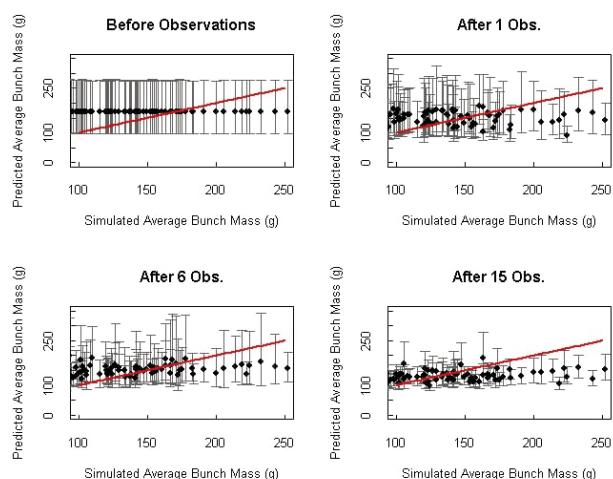 Before Observations
Predicted Average Bunch Mass (g)
250
100
0
100
150
200
250
Simulated Average Bunch Mass (g)
After 1 Obs.
Predicted Average Bunch Mass (g)
250
100
0
100
150
200
250
Simulated Average Bunch Mass (g)
After 6 Obs.
Predicted Average Bunch Mass (g)
250
100
0
100
150
200
250
Simulated Average Bunch Mass (g)
After 15 Obs.
Predicted Average Bunch Mass (g)
250
100
0
100
150
200
250
Simulated Average Bunch Mass (g)